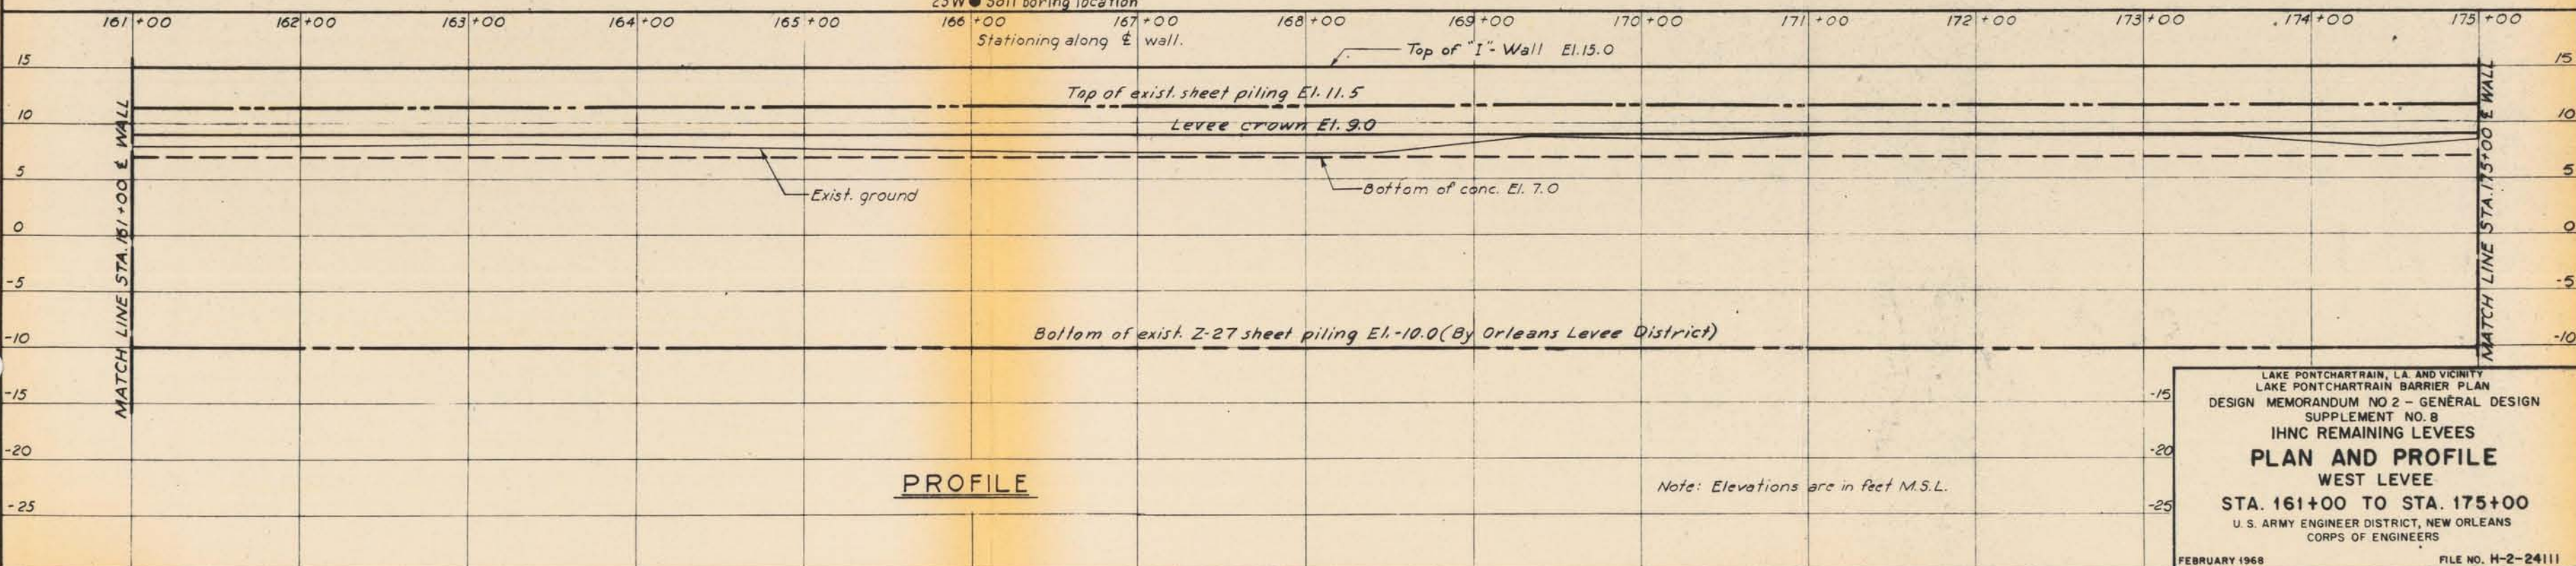 23W ● Soil boring location
161+00 162+00 163+00 164+00 165+00 166+00 167+00 168+00 169+00 170+00 171+00 172+00 173+00 174+00 175+00
Stationing along ℄ wall.
Top of "I"- Wall El. 15.0
15 15
Top of exist. sheet piling El. 11.5
10 10
Levee crown El. 9.0
5 5
Exist. ground
Bottom of conc. El. 7.0
0 0
-5 -5
Bottom of exist. Z-27 sheet piling El. -10.0 (By Orleans Levee District)
-10 -10
-15 -15
-20 -20
-25 -25
MATCH LINE STA. 161+00 ℄ WALL
MATCH LINE STA. 175+00 ℄ WALL
PROFILE
Note: Elevations are in feet M.S.L.
LAKE PONTCHARTRAIN, LA. AND VICINITY
LAKE PONTCHARTRAIN BARRIER PLAN
DESIGN MEMORANDUM NO 2 - GENERAL DESIGN
SUPPLEMENT NO. 8
IHNC REMAINING LEVEES
PLAN AND PROFILE
WEST LEVEE
STA. 161+00 TO STA. 175+00
U. S. ARMY ENGINEER DISTRICT, NEW ORLEANS
CORPS OF ENGINEERS
FEBRUARY 1968 FILE NO. H-2-24111